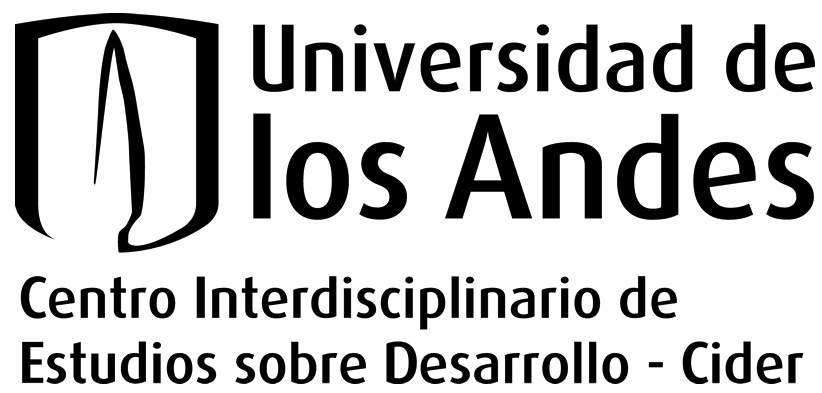 Universidad de
los Andes
Centro Interdisciplinario de
Estudios sobre Desarrollo - Cider